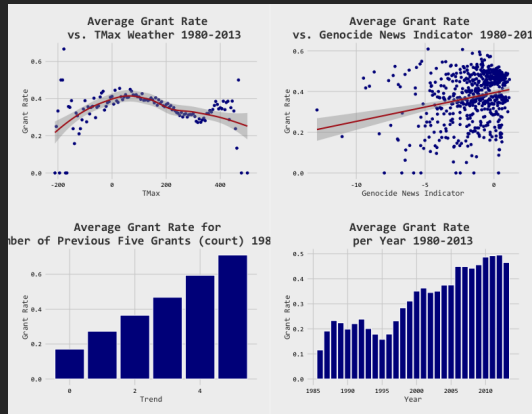 Average Grant Rate
vs. TMax Weather 1980-2013
Grant Rate
0.6
0.4
0.2
0.0
-200
0
200
400
TMax
Average Grant Rate
vs. Genocide News Indicator 1980-201
Grant Rate
0.6
0.4
0.2
0.0
-10
-5
0
Genocide News Indicator
Average Grant Rate for
mber of Previous Five Grants (court) 198
Grant Rate
0.6
0.4
0.2
0.0
0
2
4
Trend
Average Grant Rate
per Year 1980-2013
Grant Rate
0.5
0.4
0.3
0.2
0.1
0.0
1985
1990
1995
2000
2005
2010
Year